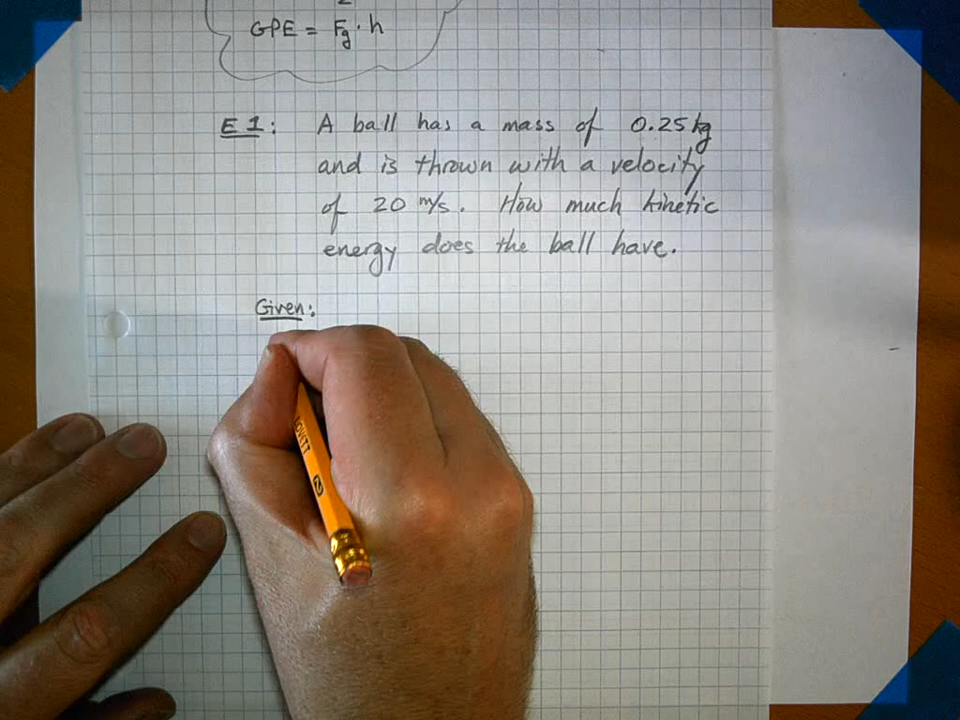 GPE = Fg · h
E1: A ball has a mass of 0.25 kg
and is thrown with a velocity
of 20 m/s. How much kinetic
energy does the ball have.
Given:
2